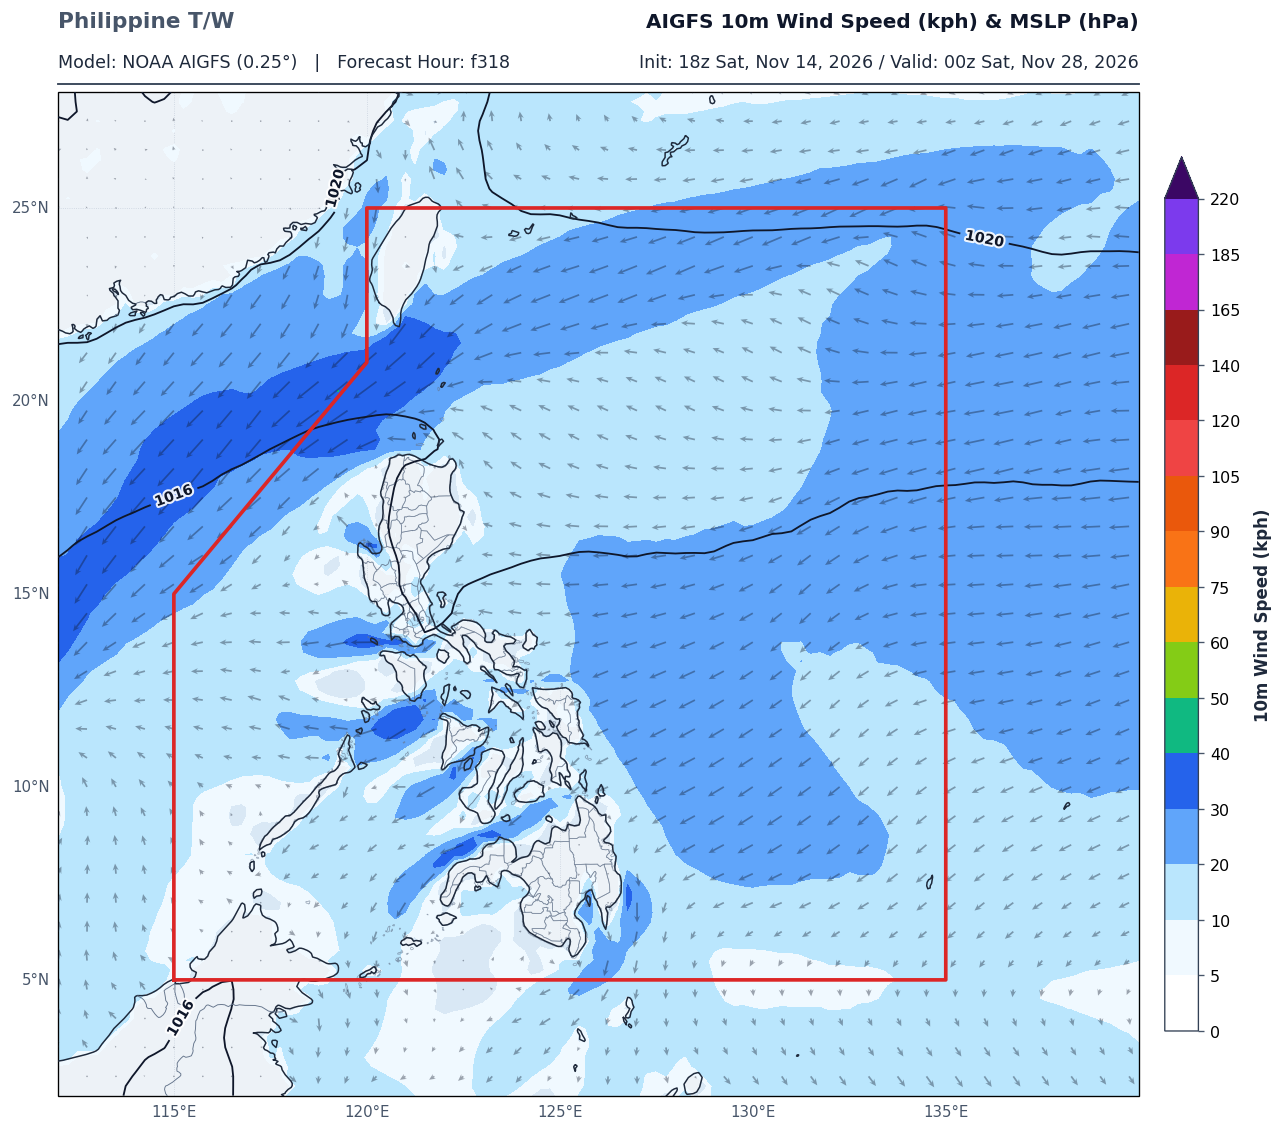 Philippine T/W
AIGFS 10m Wind Speed (kph) & MSLP (hPa)
Model: NOAA AIGFS (0.25°) | Forecast Hour: f318
Init: 18z Sat, Nov 14, 2026 / Valid: 00z Sat, Nov 28, 2026
25°N
20°N
15°N
10°N
5°N
115°E
120°E
125°E
130°E
135°E
1020
1020
1016
1016
220
185
165
140
120
105
90
75
60
50
40
30
20
10
5
0
10m Wind Speed (kph)